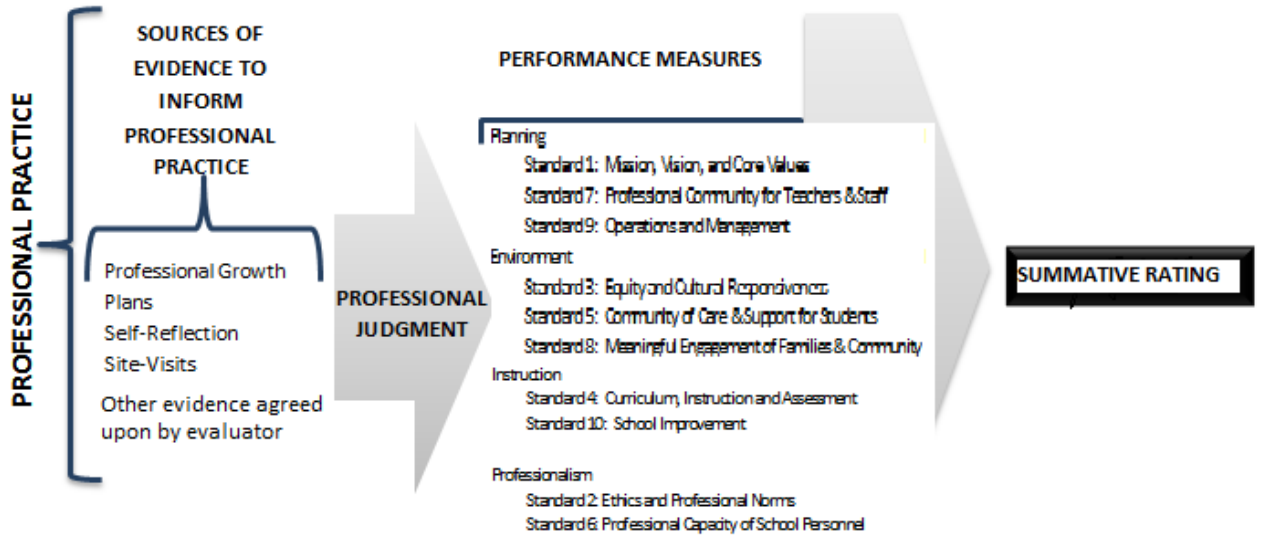 PROFESSIONAL PRACTICE
SOURCES OF
EVIDENCE TO
INFORM
PROFESSIONAL
PRACTICE
Professional Growth
Plans
Self-Reflection
Site-Visits
Other evidence agreed
upon by evaluator
PROFESSIONAL
JUDGMENT
PERFORMANCE MEASURES
Planning
Standard 1: Mission, Vision, and Core Values
Standard 7: Professional Community for Teachers & Staff
Standard 9: Operations and Management
Environment
Standard 3: Equity and Cultural Responsiveness
Standard 5: Community of Care & Support for Students
Standard 8: Meaningful Engagement of Families & Community
Instruction
Standard 4: Curriculum, Instruction and Assessment
Standard 10: School Improvement
Professionalism
Standard 2: Ethics and Professional Norms
Standard 6: Professional Capacity of School Personnel
SUMMATIVE RATING